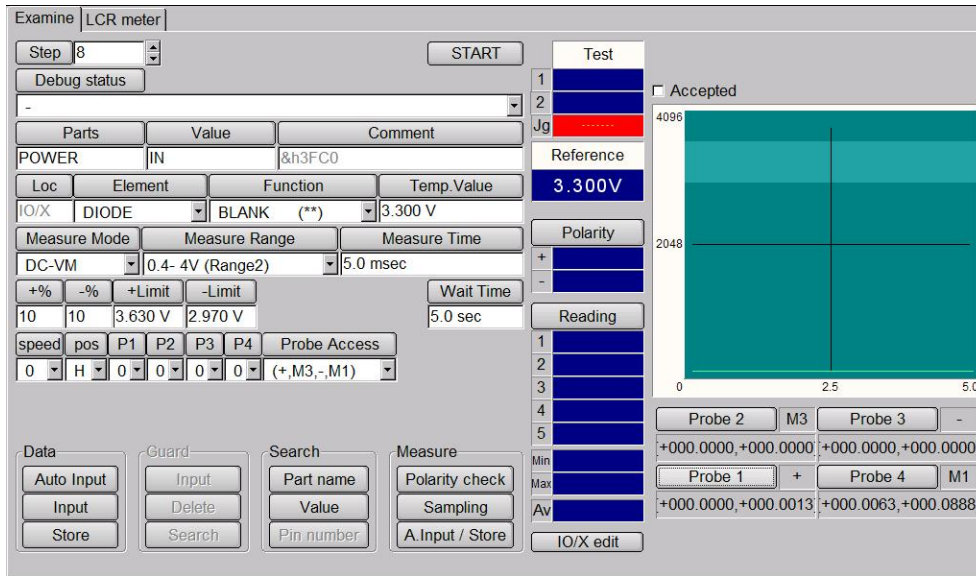 Examine LCR meter
Step 8 START Test
Debug status 1
- 2 Accepted
Parts Value Comment Jg ------- 4096
POWER IN &h3FC0 Reference
Loc Element Function Temp.Value 3.300V
IO/X DIODE BLANK (**) 3.300 V
Measure Mode Measure Range Measure Time Polarity 2048
DC-VM 0.4- 4V (Range2) 5.0 msec +
+% -% +Limit -Limit Wait Time -
10 10 3.630 V 2.970 V 5.0 sec Reading
speed pos P1 P2 P3 P4 Probe Access 1
0 H 0 0 0 0 (+,M3,-,M1) 2
3 0 2.5 5.0
4 Probe 2 M3 Probe 3 -
5 +000.0000,+000.0000 +000.0000,+000.0000
Data Guard Search Measure Min
Auto Input Input Part name Polarity check Max Probe 1 + Probe 4 M1
Input Delete Value Sampling Av +000.0000,+000.0013 +000.0063,+000.0888
Store Search Pin number A.Input / Store IO/X edit